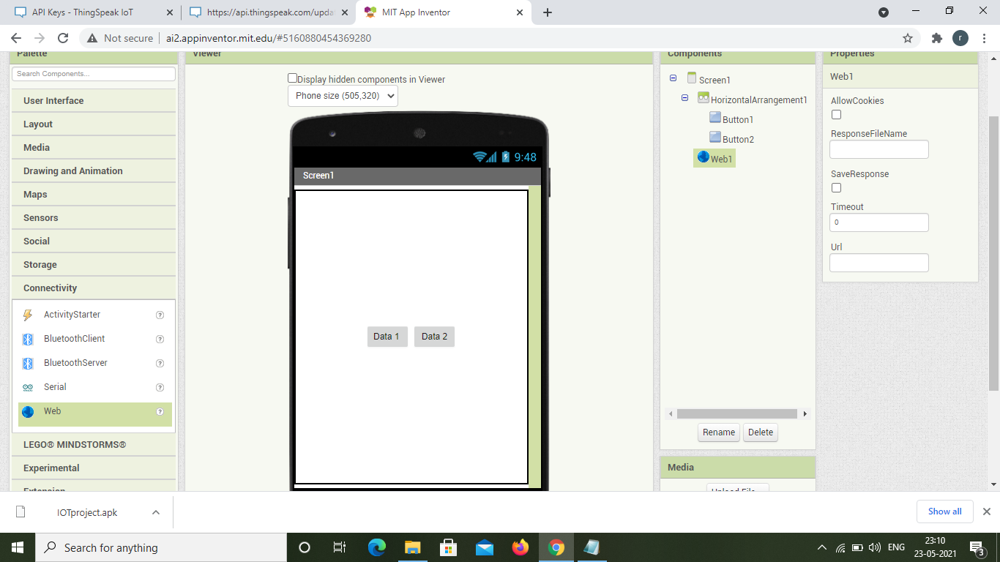 API Keys - ThingSpeak IoT
https://api.thingspeak.com/upda
MIT App Inventor
Not secure
ai2.appinventor.mit.edu/#5160880454369280
r
Palette
Viewer
Components
Properties
Search Components...
User Interface
Layout
Media
Drawing and Animation
Maps
Sensors
Social
Storage
Connectivity
ActivityStarter
?
BluetoothClient
?
BluetoothServer
?
Serial
?
Web
?
LEGO® MINDSTORMS®
Experimental
Extension
Display hidden components in Viewer
Phone size (505,320)
9:48
Screen1
Data 1
Data 2
Screen1
HorizontalArrangement1
Button1
Button2
Web1
Rename
Delete
Media
Upload File ...
Web1
AllowCookies
ResponseFileName
SaveResponse
Timeout
0
Url
IOTproject.apk
Show all
Search for anything
ENG
23:10
23-05-2021
3